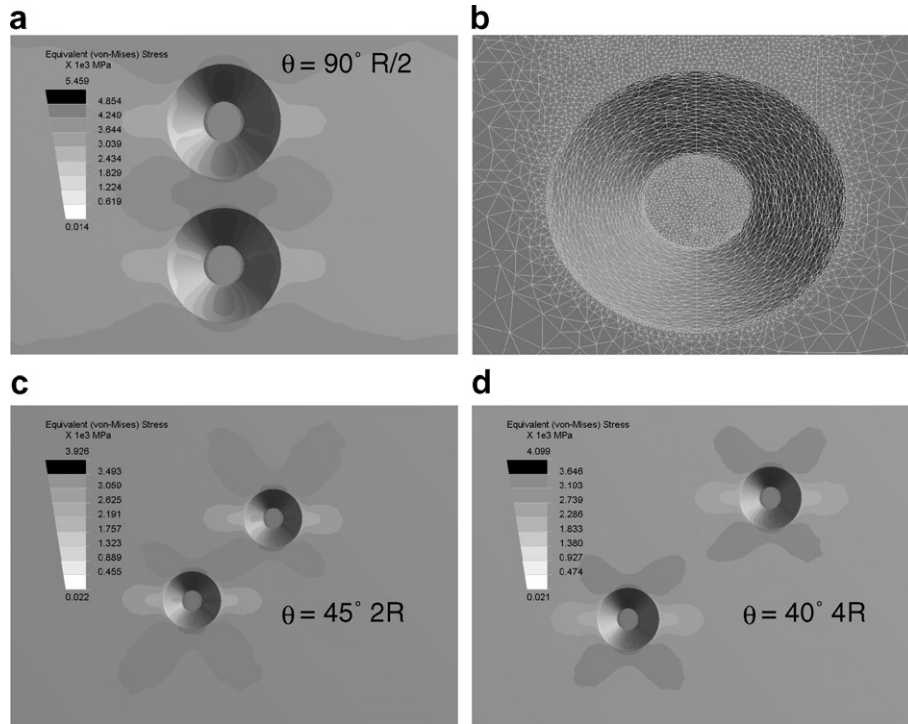 a
Equivalent (von-Mises) Stress
X 1e3 MPa
5.459
4.854
4.249
3.644
3.039
2.434
1.829
1.224
0.619
0.014
θ = 90° R/2
b
c
Equivalent (von-Mises) Stress
X 1e3 MPa
3.926
3.493
3.059
2.625
2.191
1.757
1.323
0.889
0.455
0.022
θ = 45° 2R
d
Equivalent (von-Mises) Stress
X 1e3 MPa
4.099
3.646
3.193
2.739
2.286
1.833
1.380
0.927
0.474
0.021
θ = 40° 4R